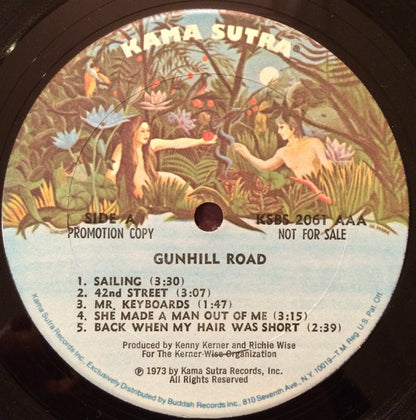 KAMA SUTRA®
SIDE A
PROMOTION COPY
KSBS 2061 AAA
NOT FOR SALE
GUNHILL ROAD
1. SAILING (3:30)
2. 42nd STREET (3:07)
3. MR. KEYBOARDS (1:47)
4. SHE MADE A MAN OUT OF ME (3:15)
5. BACK WHEN MY HAIR WAS SHORT (2:39)
Produced by Kenny Kerner and Richie Wise
For The Kerner-Wise Organization
℗ 1973 by Kama Sutra Records, Inc.
All Rights Reserved
Kama Sutra Records Inc., Exclusively Distributed by Buddah Records Inc., 810 Seventh Ave., N.Y. 10019 - T.M. Reg. U.S. Pat. Off.